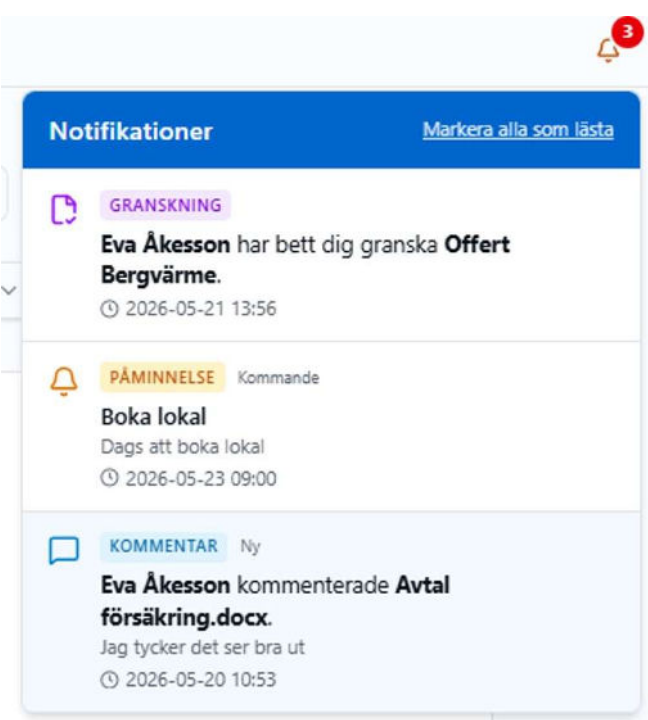 3
Notifikationer Markera alla som lästa
GRANSKNING
Eva Åkesson har bett dig granska Offert
Bergvärme.
2026-05-21 13:56
PÅMINNELSE Kommande
Boka lokal
Dags att boka lokal
2026-05-23 09:00
KOMMENTAR Ny
Eva Åkesson kommenterade Avtal
försäkring.docx.
Jag tycker det ser bra ut
2026-05-20 10:53